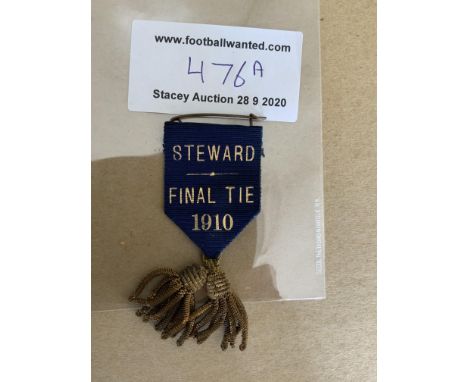 www.footballwanted.com
476A
Stacey Auction 28 9 2020
STEWARD
FINAL TIE
1910